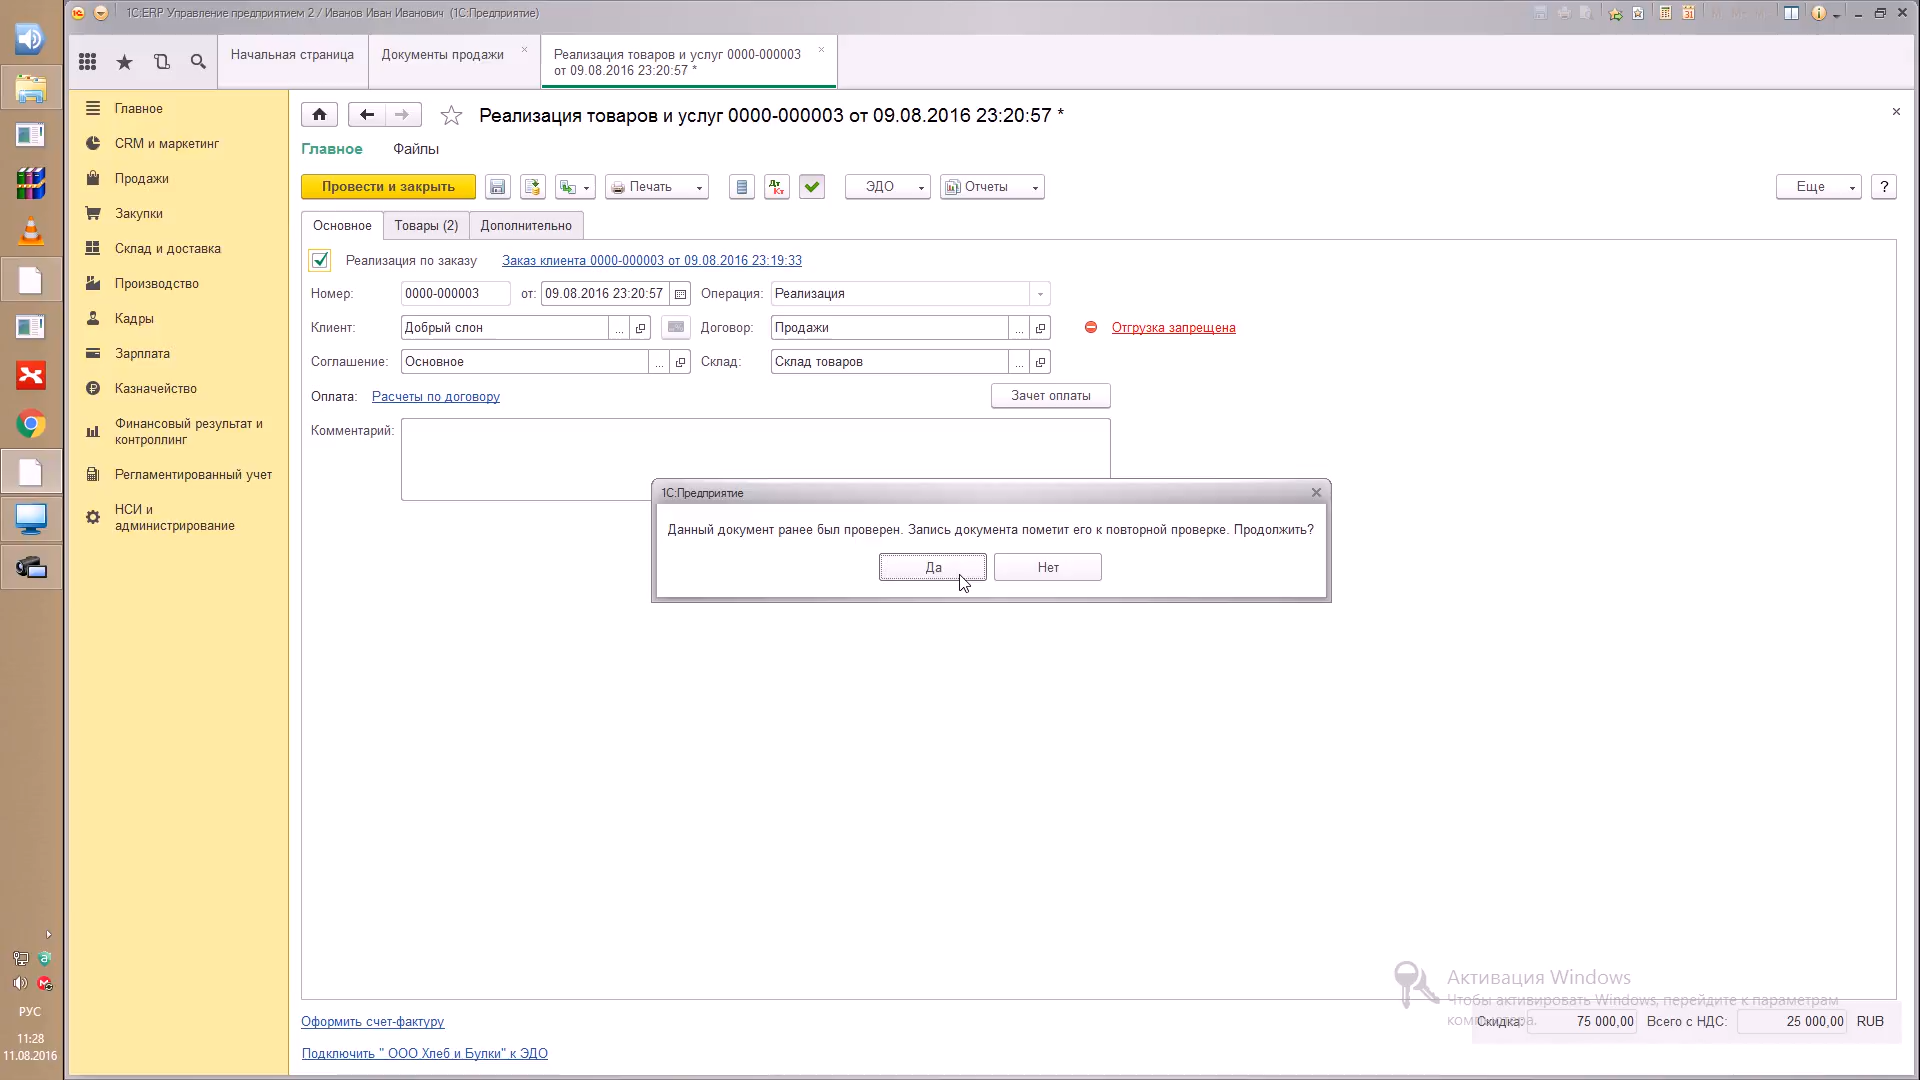 1С:ERP Управление предприятием 2 / Иванов Иван Иванович (1С:Предприятие)
Начальная страница
Документы продажи
Реализация товаров и услуг 0000-000003
от 09.08.2016 23:20:57 *
Главное
CRM и маркетинг
Продажи
Закупки
Склад и доставка
Производство
Кадры
Зарплата
Казначейство
Финансовый результат и
контроллинг
Регламентированный учет
НСИ и
администрирование
Реализация товаров и услуг 0000-000003 от 09.08.2016 23:20:57 *
Главное Файлы
Провести и закрыть Печать Дт Кт ЭДО Отчеты Еще ?
Основное Товары (2) Дополнительно
Реализация по заказу Заказ клиента 0000-000003 от 09.08.2016 23:19:33
Номер: 0000-000003 от: 09.08.2016 23:20:57 Операция: Реализация
Клиент: Добрый слон ... Договор: Продажи ... Отгрузка запрещена
Соглашение: Основное ... Склад: Склад товаров ...
Оплата: Расчеты по договору Зачет оплаты
Комментарий:
1С:Предприятие
Данный документ ранее был проверен. Запись документа пометит его к повторной проверке. Продолжить?
Да Нет
Активация Windows
Чтобы активировать Windows, перейдите к параметрам
компьютера.
Оформить счет-фактуру
Скидка: 75 000,00 Всего с НДС: 25 000,00 RUB
Подключить " ООО Хлеб и Булки" к ЭДО
РУС
11:28
11.08.2016